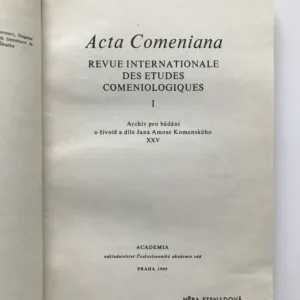 Acta Comeniana
REVUE INTERNATIONALE
DES ETUDES
COMENIOLOGIQUES
I
Archiv pro bádání
o životě a díle Jana Amose Komenského
XXV
ACADEMIA
nakladatelství Československé akademie věd
PRAHA 1969